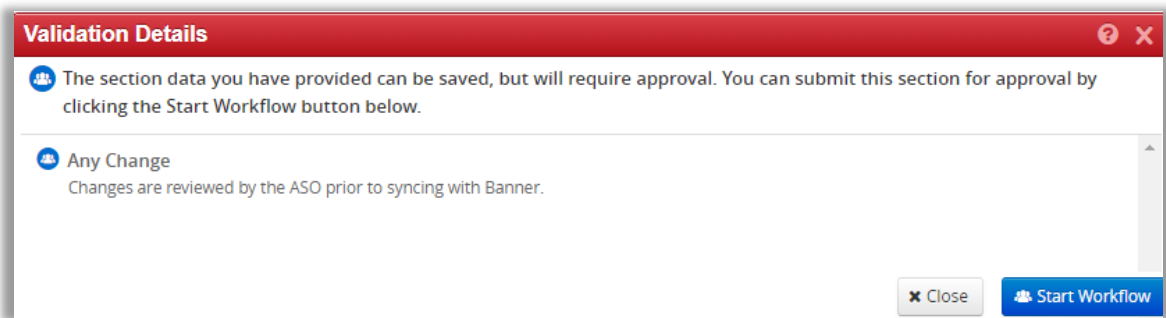 Validation Details
The section data you have provided can be saved, but will require approval. You can submit this section for approval by
clicking the Start Workflow button below.
Any Change
Changes are reviewed by the ASO prior to syncing with Banner.
Close
Start Workflow